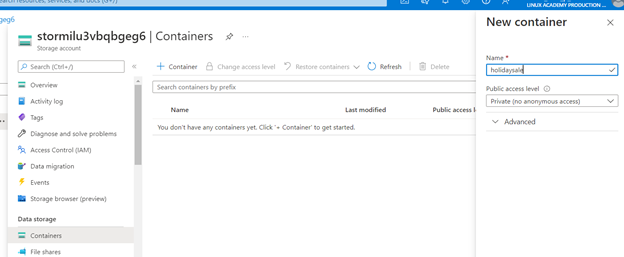 Search resources, services, and docs (G+/)
LINUX ACADEMY PRODUCTION ...
geg6
stormilu3vbqbgeg6 | Containers
Storage account
Search (Ctrl+/)
Overview
Activity log
Tags
Diagnose and solve problems
Access Control (IAM)
Data migration
Events
Storage browser (preview)
Data storage
Containers
File shares
+ Container
Change access level
Restore containers
Refresh
Delete
Search containers by prefix
Name
Last modified
Public access
You don't have any containers yet. Click '+ Container' to get started.
New container
Name *
holidaysale
Public access level
Private (no anonymous access)
Advanced